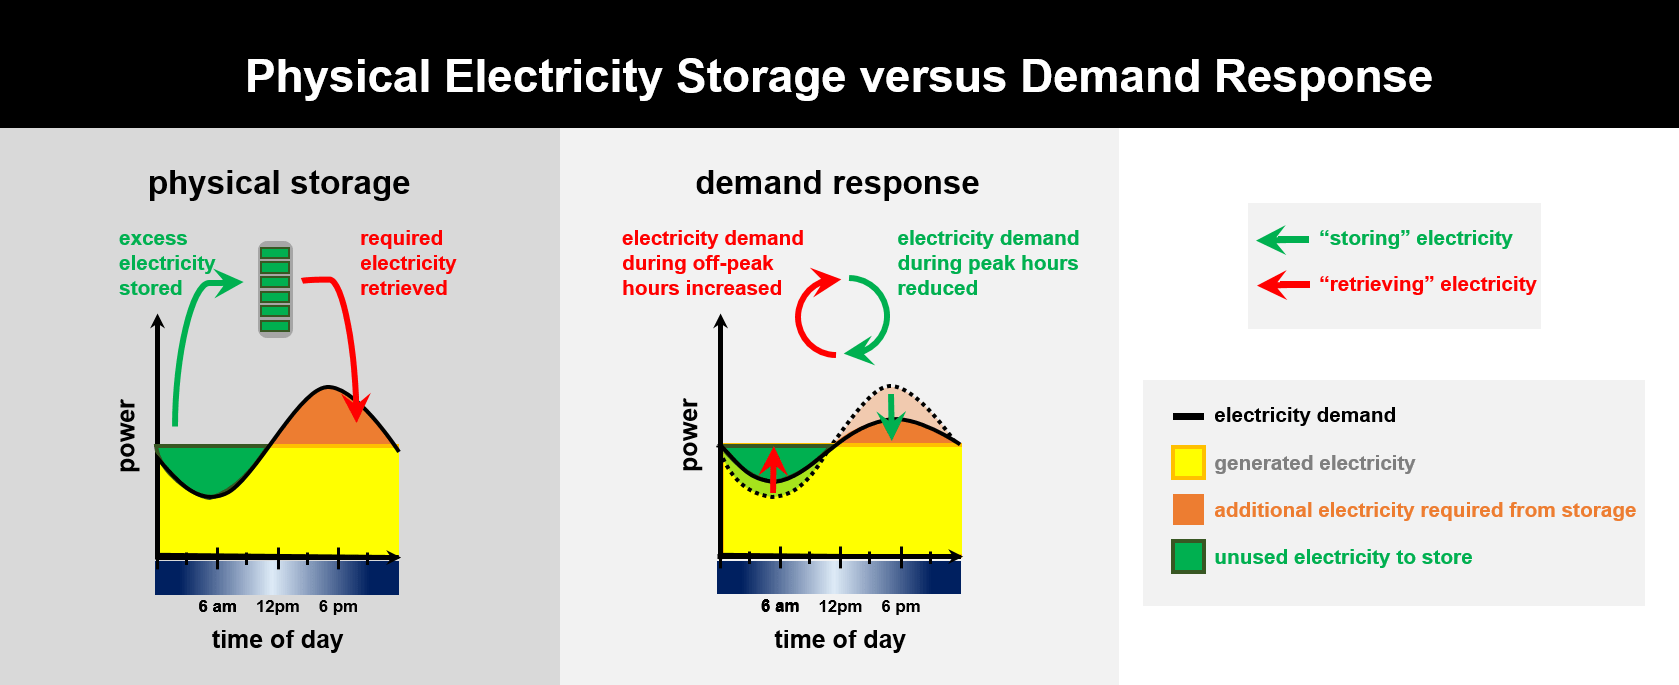 Physical Electricity Storage versus Demand Response
physical storage
excess
electricity
stored
required
electricity
retrieved
power
6 am 12pm 6 pm
time of day
demand response
electricity demand
during off-peak
hours increased
electricity demand
during peak hours
reduced
power
6 am 12pm 6 pm
time of day
“storing” electricity
“retrieving” electricity
electricity demand
generated electricity
additional electricity required from storage
unused electricity to store